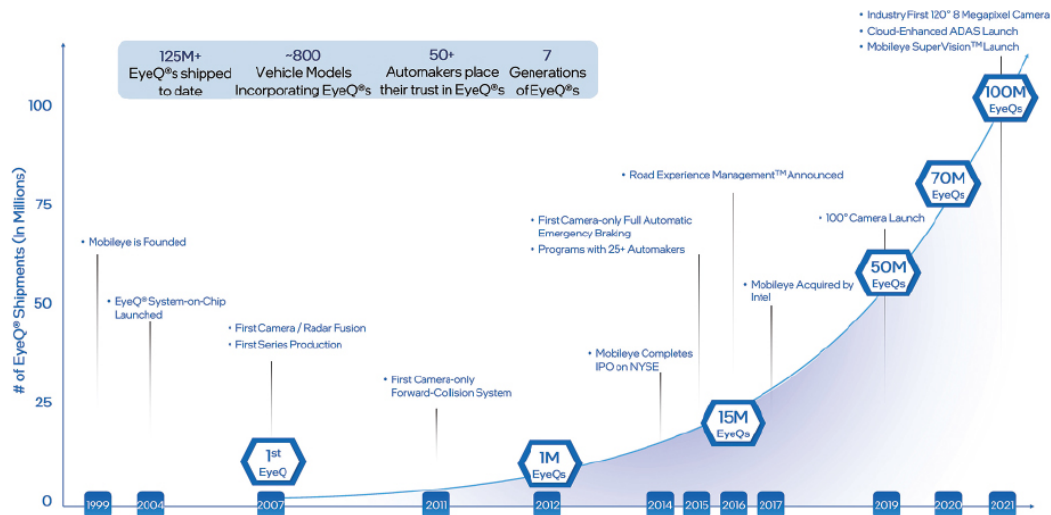 • Industry First 120° 8 Megapixel Camera
• Cloud-Enhanced ADAS Launch
• Mobileye SuperVision™ Launch
125M+
EyeQ®s shipped
to date
~800
Vehicle Models
Incorporating EyeQ®s
50+
Automakers place
their trust in EyeQ®s
7
Generations
of EyeQ®s
# of EyeQ® Shipments (In Millions)
100
75
50
25
0
• Mobileye is Founded
• EyeQ® System-on-Chip
Launched
• First Camera / Radar Fusion
• First Series Production
• First Camera-only
Forward-Collision System
• Mobileye Completes
IPO on NYSE
• First Camera-only Full Automatic
Emergency Braking
• Programs with 25+ Automakers
• Road Experience Management™ Announced
• Mobileye Acquired by
Intel
• 100° Camera Launch
1st
EyeQ
1M
EyeQs
15M
EyeQs
50M
EyeQs
70M
EyeQs
100M
EyeQs
1999
2004
2007
2011
2012
2014
2015
2016
2017
2019
2020
2021